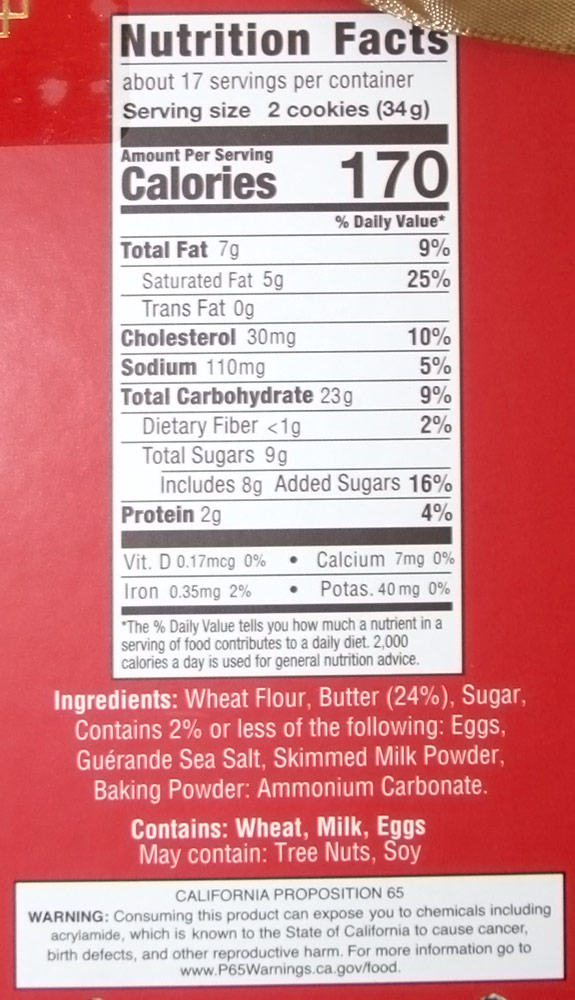 Nutrition Facts
about 17 servings per container
Serving size 2 cookies (34g)
Amount Per Serving
Calories 170
% Daily Value*
Total Fat 7g 9%
Saturated Fat 5g 25%
Trans Fat 0g
Cholesterol 30mg 10%
Sodium 110mg 5%
Total Carbohydrate 23g 9%
Dietary Fiber <1g 2%
Total Sugars 9g
Includes 8g Added Sugars 16%
Protein 2g 4%
Vit. D 0.17mcg 0% • Calcium 7mg 0%
Iron 0.35mg 2% • Potas. 40mg 0%
*The % Daily Value tells you how much a nutrient in a
serving of food contributes to a daily diet. 2,000
calories a day is used for general nutrition advice.
Ingredients: Wheat Flour, Butter (24%), Sugar,
Contains 2% or less of the following: Eggs,
Guérande Sea Salt, Skimmed Milk Powder,
Baking Powder: Ammonium Carbonate.
Contains: Wheat, Milk, Eggs
May contain: Tree Nuts, Soy
CALIFORNIA PROPOSITION 65
WARNING: Consuming this product can expose you to chemicals including
acrylamide, which is known to the State of California to cause cancer,
birth defects, and other reproductive harm. For more information go to
www.P65Warnings.ca.gov/food.